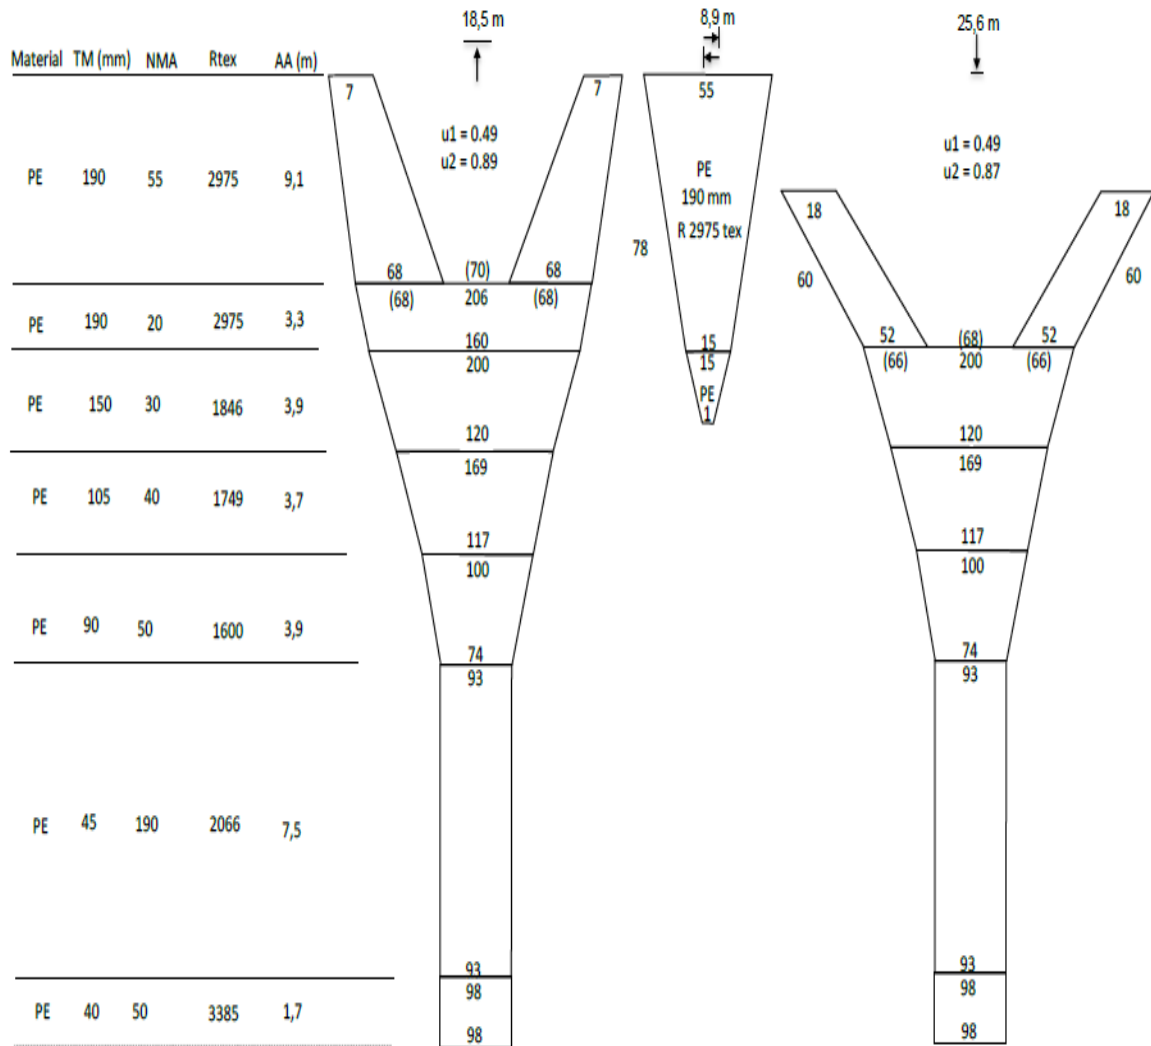 18,5 m
8,9 m
25,6 m
Material TM (mm) NMA Rtex AA (m)
7 7
55
u1 = 0.49
u2 = 0.89
u1 = 0.49
u2 = 0.87
PE 190 55 2975 9,1
PE
190 mm
R 2975 tex
78
18 18
60 60
68 (70) 68
(68) 206 (68)
PE 190 20 2975 3,3
160
200
15
15
PE
1
52 (68) 52
(66) 200 (66)
PE 150 30 1846 3,9
120
169
120
169
PE 105 40 1749 3,7
117
100
117
100
PE 90 50 1600 3,9
74
93
74
93
PE 45 190 2066 7,5
93
98
93
98
PE 40 50 3385 1,7
98
98